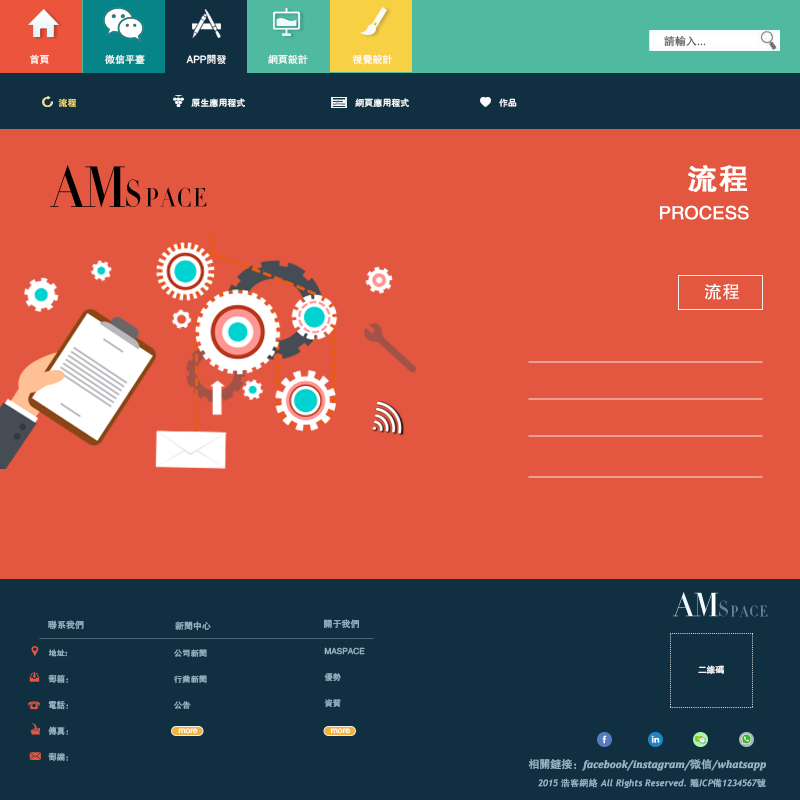 首頁 微信平臺 APP開發 網頁設計 視覺設計 請輸入...
流程 原生應用程式 網頁應用程式 作品
AMSPACE
流程
PROCESS
流程
AMSPACE
聯系我們 新聞中心 關于我們
地址: 公司新聞 MASPACE
郵箱: 行業新聞 優勢
電話: 公告 資質
傳真: more more
郵編:
二維碼
相關鏈接: facebook/instagram/微信/whatsapp
2015 浩客網絡 All Rights Reserved. 隨ICP備1234567號